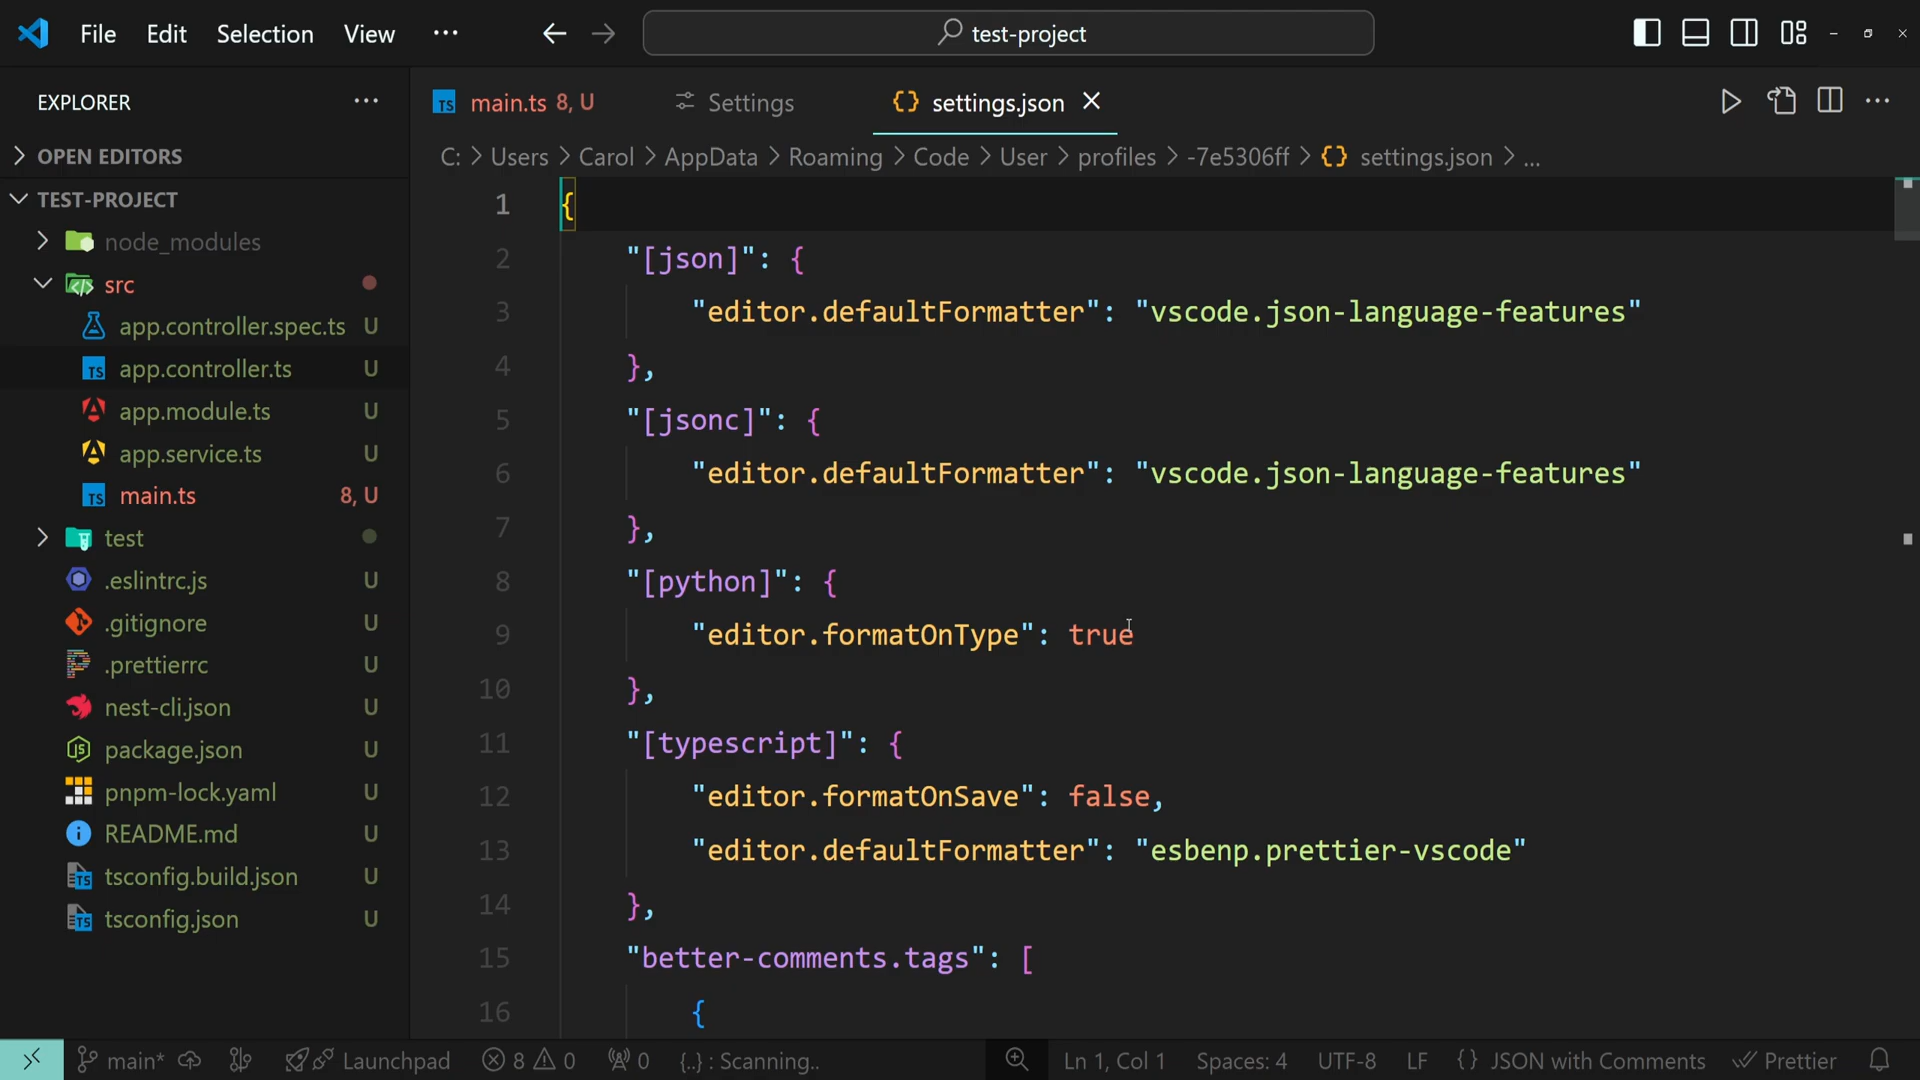 File Edit Selection View ··· test-project
EXPLORER ···
OPEN EDITORS
TEST-PROJECT
node_modules
src
app.controller.spec.ts U
app.controller.ts U
app.module.ts U
app.service.ts U
main.ts 8, U
test
.eslintrc.js U
.gitignore U
.prettierrc U
nest-cli.json U
package.json U
pnpm-lock.yaml U
README.md U
tsconfig.build.json U
tsconfig.json U
main.ts 8, U Settings {} settings.json
C: > Users > Carol > AppData > Roaming > Code > User > profiles > -7e5306ff > {} settings.json > ...
1 {
2 "[json]": {
3 "editor.defaultFormatter": "vscode.json-language-features"
4 },
5 "[jsonc]": {
6 "editor.defaultFormatter": "vscode.json-language-features"
7 },
8 "[python]": {
9 "editor.formatOnType": true
10 },
11 "[typescript]": {
12 "editor.formatOnSave": false,
13 "editor.defaultFormatter": "esbenp.prettier-vscode"
14 },
15 "better-comments.tags": [
16 {
main* Launchpad 8 0 0 {..} : Scanning.. Ln 1, Col 1 Spaces: 4 UTF-8 LF {} JSON with Comments Prettier